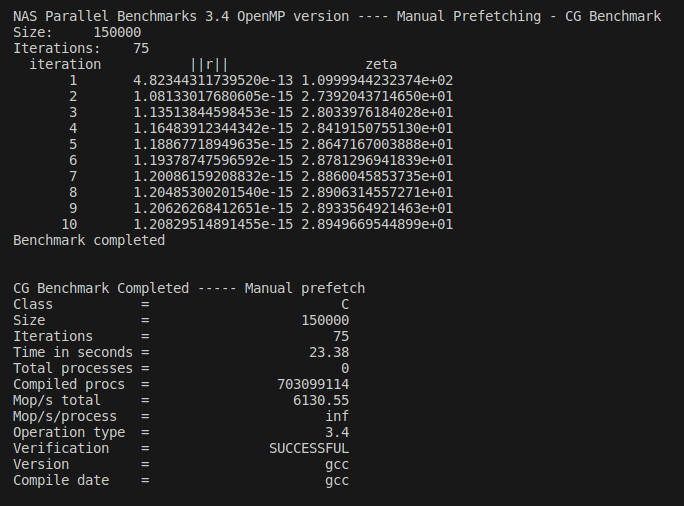 NAS Parallel Benchmarks 3.4 OpenMP version ---- Manual Prefetching - CG Benchmark
Size:     150000
Iterations:    75
  iteration           ||r||                 zeta
       1       4.82344311739520e-13 1.0999944232374e+02
       2       1.08133017680605e-15 2.7392043714650e+01
       3       1.13513844598453e-15 2.8033976184028e+01
       4       1.16483912344342e-15 2.8419150755130e+01
       5       1.18867718949635e-15 2.8647167003888e+01
       6       1.19378747596592e-15 2.8781296941839e+01
       7       1.20086159208832e-15 2.8860045853735e+01
       8       1.20485300201540e-15 2.8906314557271e+01
       9       1.20626268412651e-15 2.8933564921463e+01
      10       1.20829514891455e-15 2.8949669544899e+01
Benchmark completed
CG Benchmark Completed ----- Manual prefetch
Class           =                        C
Size            =                   150000
Iterations      =                       75
Time in seconds =                    23.38
Total processes =                        0
Compiled procs  =                703099114
Mop/s total     =                  6130.55
Mop/s/process   =                      inf
Operation type  =                      3.4
Verification    =               SUCCESSFUL
Version         =                      gcc
Compile date    =                      gcc